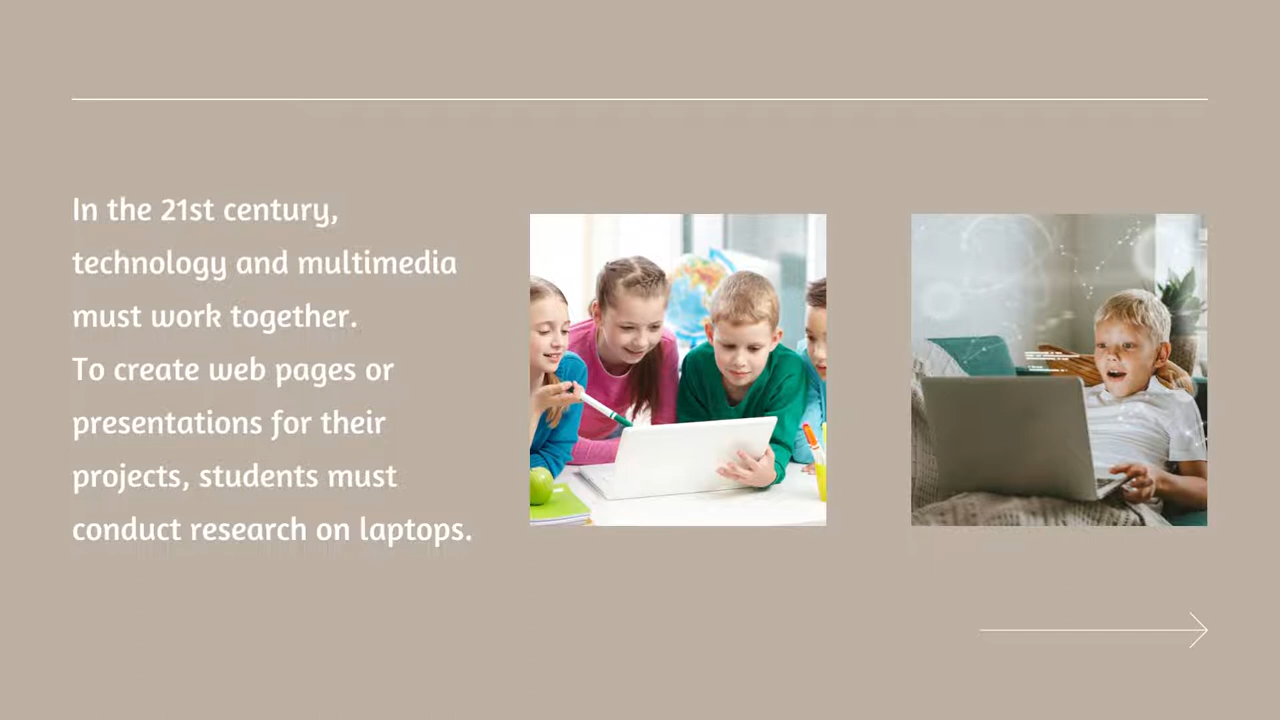 In the 21st century,
technology and multimedia
must work together.
To create web pages or
presentations for their
projects, students must
conduct research on laptops.